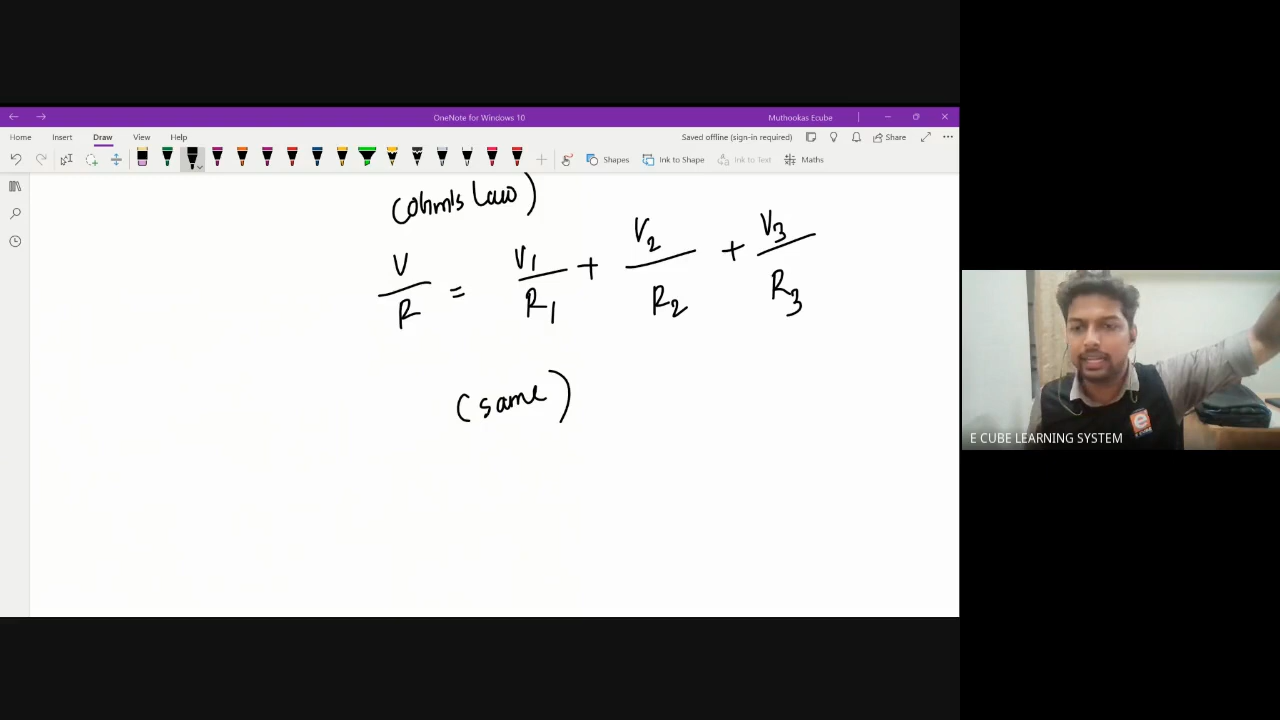 OneNote for Windows 10
Muthookas Ecube
Home Insert Draw View Help
Saved offline (sign-in required)
Share
Shapes
Ink to Shape
Ink to Text
Maths
(ohm's Law)
V/R = V1/R1 + V2/R2 + V3/R3
(same)
E CUBE
E CUBE LEARNING SYSTEM